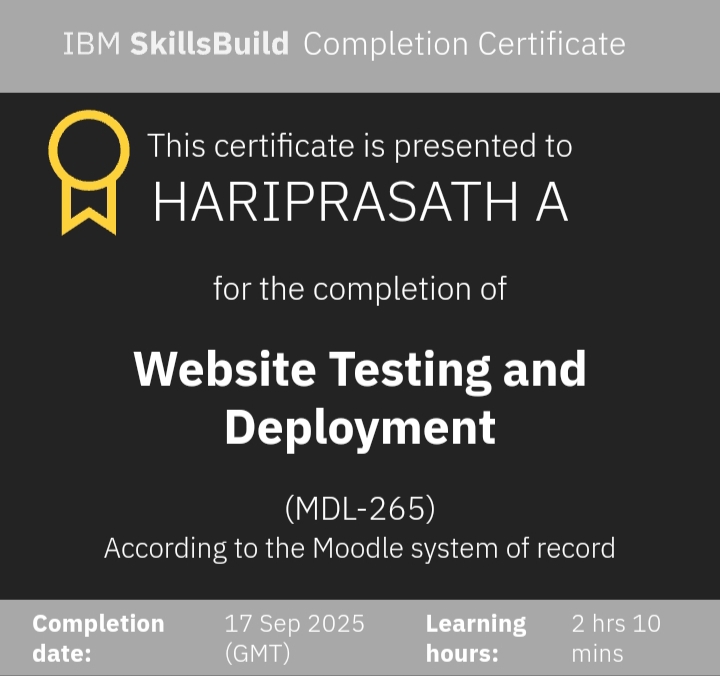 IBM SkillsBuild Completion Certificate
This certificate is presented to
HARIPRASATH A
for the completion of
Website Testing and
Deployment
(MDL-265)
According to the Moodle system of record
Completion date: 17 Sep 2025 (GMT) Learning hours: 2 hrs 10 mins